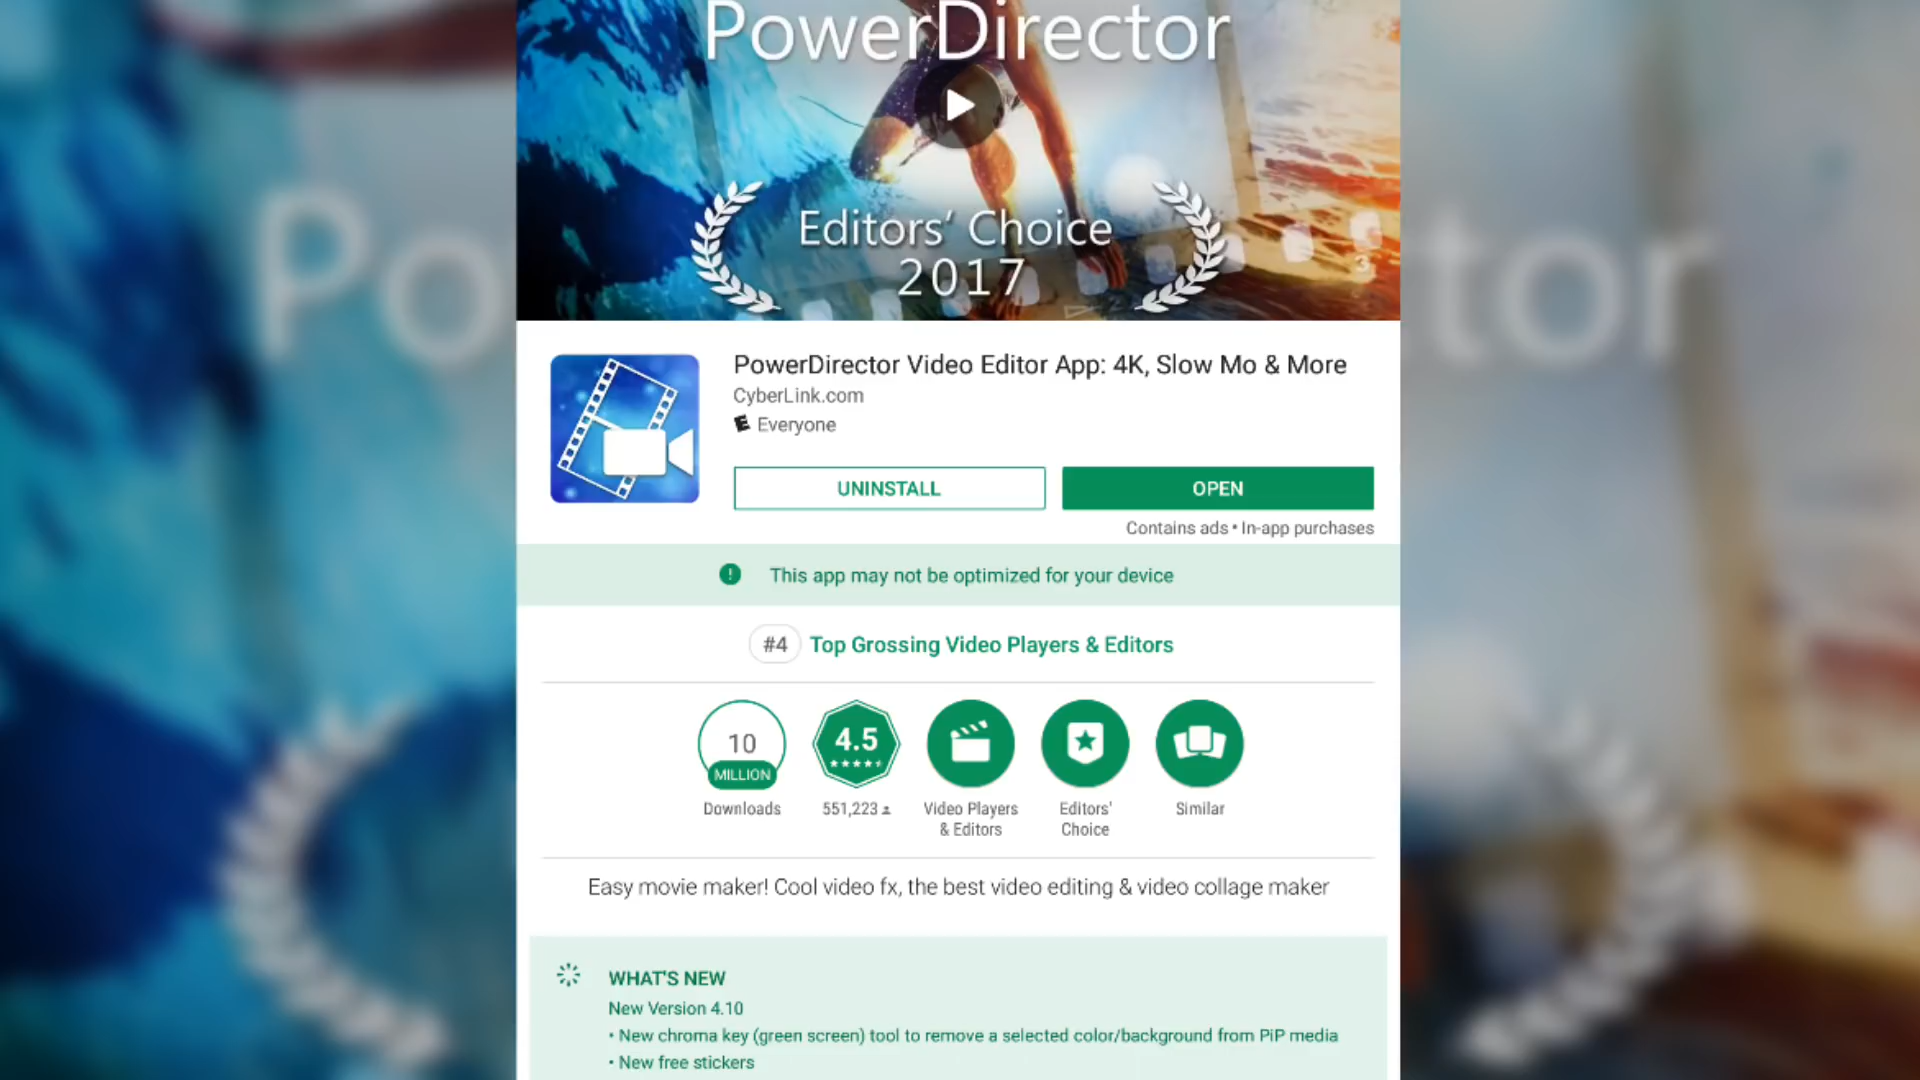 PowerDirector
Editors’ Choice
2017
PowerDirector Video Editor App: 4K, Slow Mo & More
CyberLink.com
E Everyone
UNINSTALL
OPEN
Contains ads • In-app purchases
! This app may not be optimized for your device
#4 Top Grossing Video Players & Editors
10
MILLION
Downloads
4.5
551,223
Video Players
& Editors
Editors'
Choice
Similar
Easy movie maker! Cool video fx, the best video editing & video collage maker
WHAT'S NEW
New Version 4.10
• New chroma key (green screen) tool to remove a selected color/background from PiP media
• New free stickers